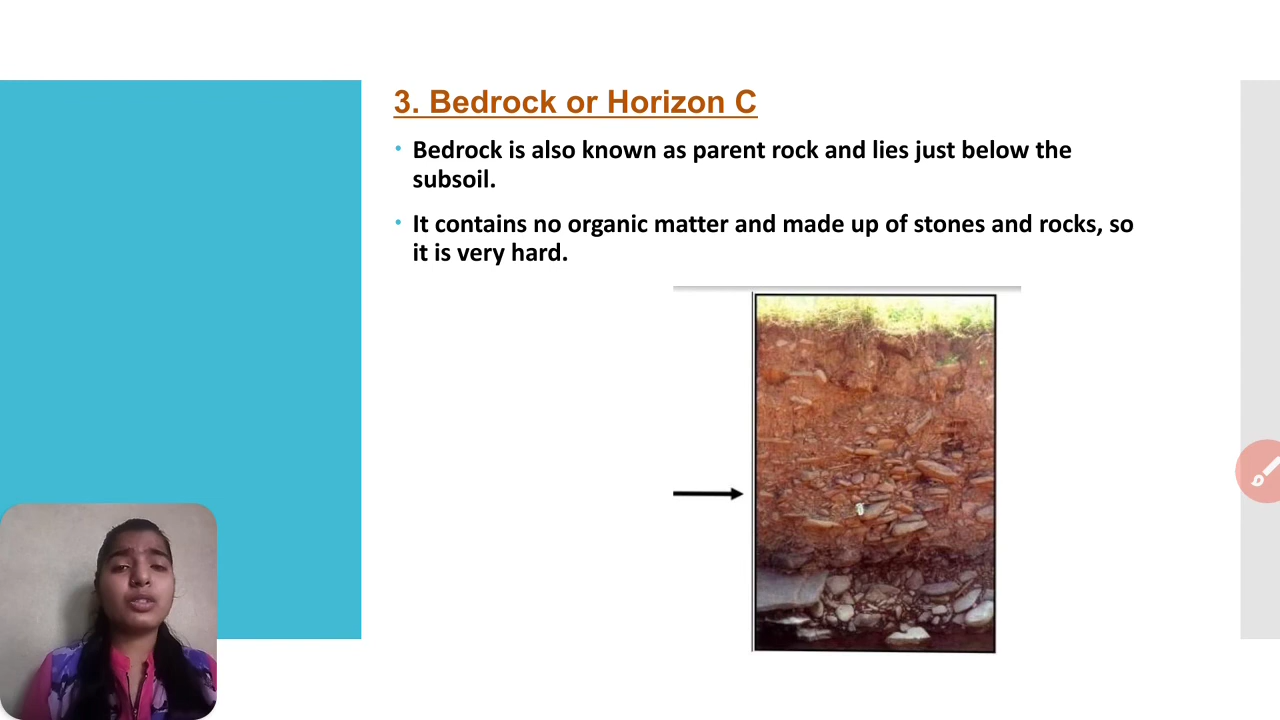 3. Bedrock or Horizon C
• Bedrock is also known as parent rock and lies just below the
subsoil.
• It contains no organic matter and made up of stones and rocks, so
it is very hard.